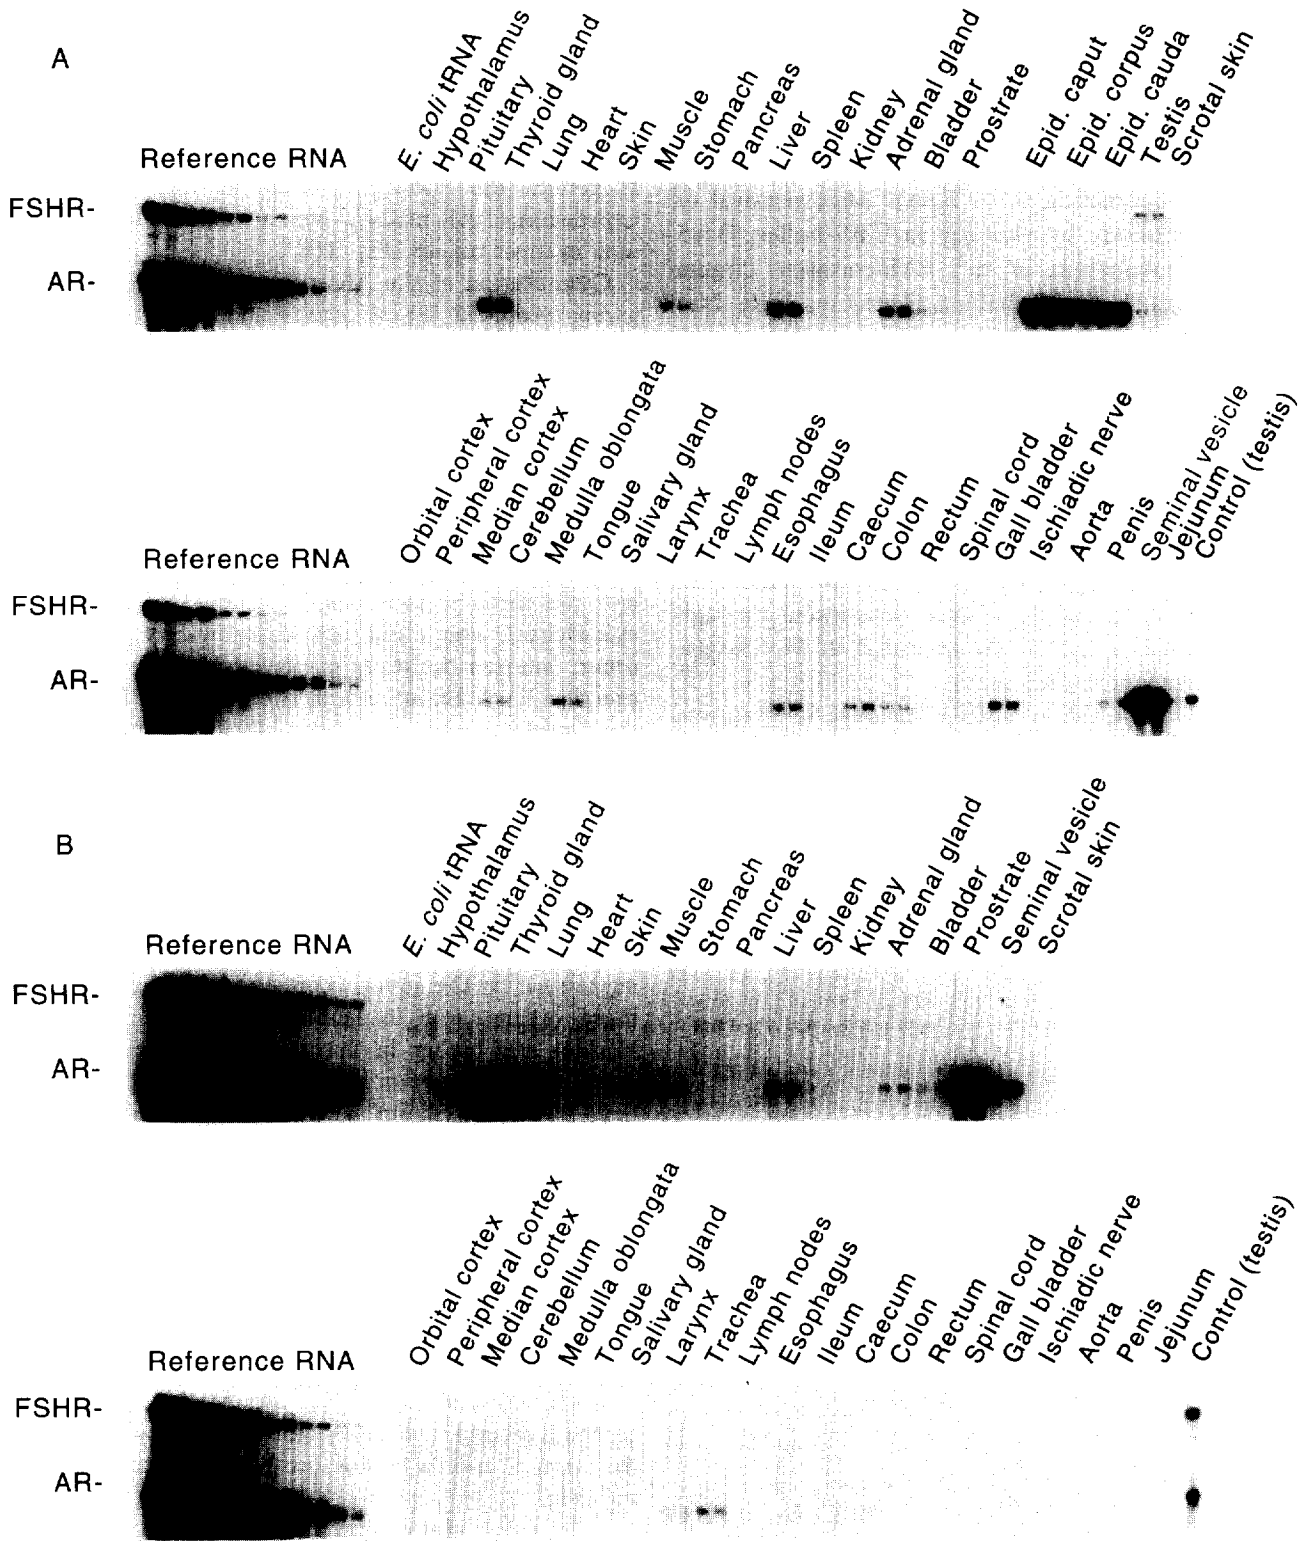 A
Reference RNA
E. coli tRNA
Hypothalamus
Pituitary
Thyroid gland
Lung
Heart
Skin
Muscle
Stomach
Pancreas
Liver
Spleen
Kidney
Adrenal gland
Bladder
Prostrate
Epid. caput
Epid. corpus
Epid. cauda
Testis
Scrotal skin
FSHR-
AR-
Reference RNA
Orbital cortex
Peripheral cortex
Median cortex
Cerebellum
Medulla oblongata
Tongue
Salivary gland
Larynx
Trachea
Lymph nodes
Esophagus
Ileum
Caecum
Colon
Rectum
Spinal cord
Gall bladder
Ischiadic nerve
Aorta
Penis
Seminal vesicle
Jejunum
Control (testis)
FSHR-
AR-
B
Reference RNA
E. coli tRNA
Hypothalamus
Pituitary
Thyroid gland
Lung
Heart
Skin
Muscle
Stomach
Pancreas
Liver
Spleen
Kidney
Adrenal gland
Bladder
Prostrate
Seminal vesicle
Scrotal skin
FSHR-
AR-
Reference RNA
Orbital cortex
Peripheral cortex
Median cortex
Cerebellum
Medulla oblongata
Tongue
Salivary gland
Larynx
Trachea
Lymph nodes
Esophagus
Ileum
Caecum
Colon
Rectum
Spinal cord
Gall bladder
Ischiadic nerve
Aorta
Penis
Jejunum
Control (testis)
FSHR-
AR-